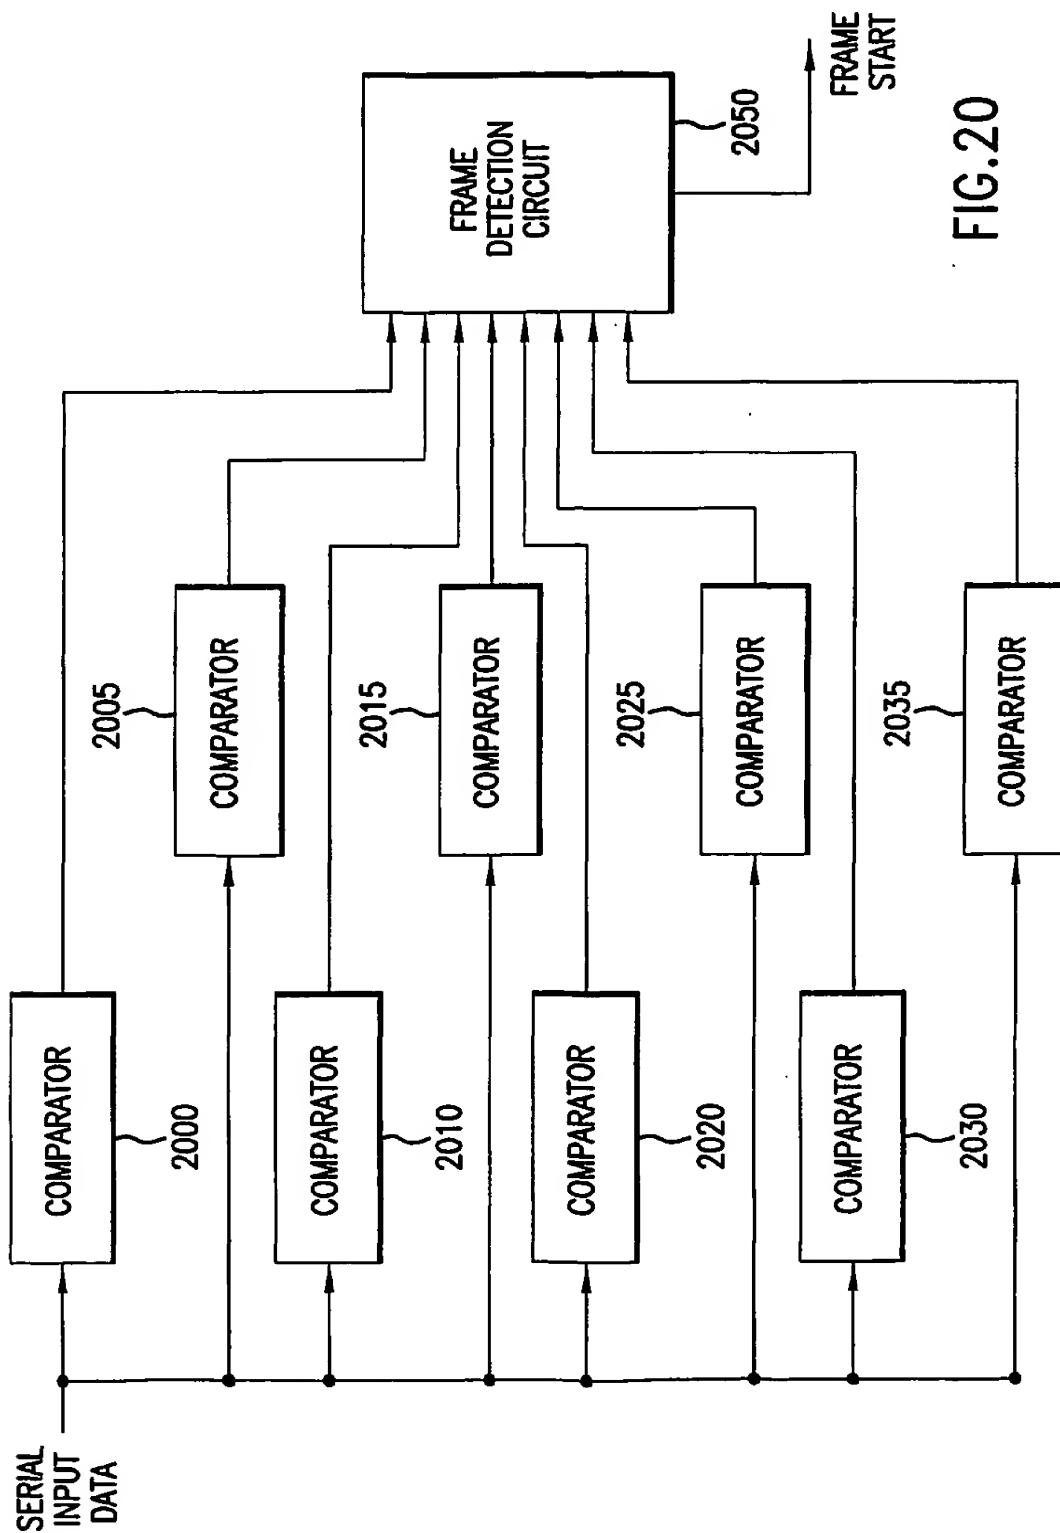 SERIAL
INPUT
DATA
COMPARATOR
2000
2005
COMPARATOR
COMPARATOR
2010
2015
COMPARATOR
COMPARATOR
2020
2025
COMPARATOR
COMPARATOR
2030
2035
COMPARATOR
FRAME
DETECTION
CIRCUIT
2050
FRAME
START
FIG.20